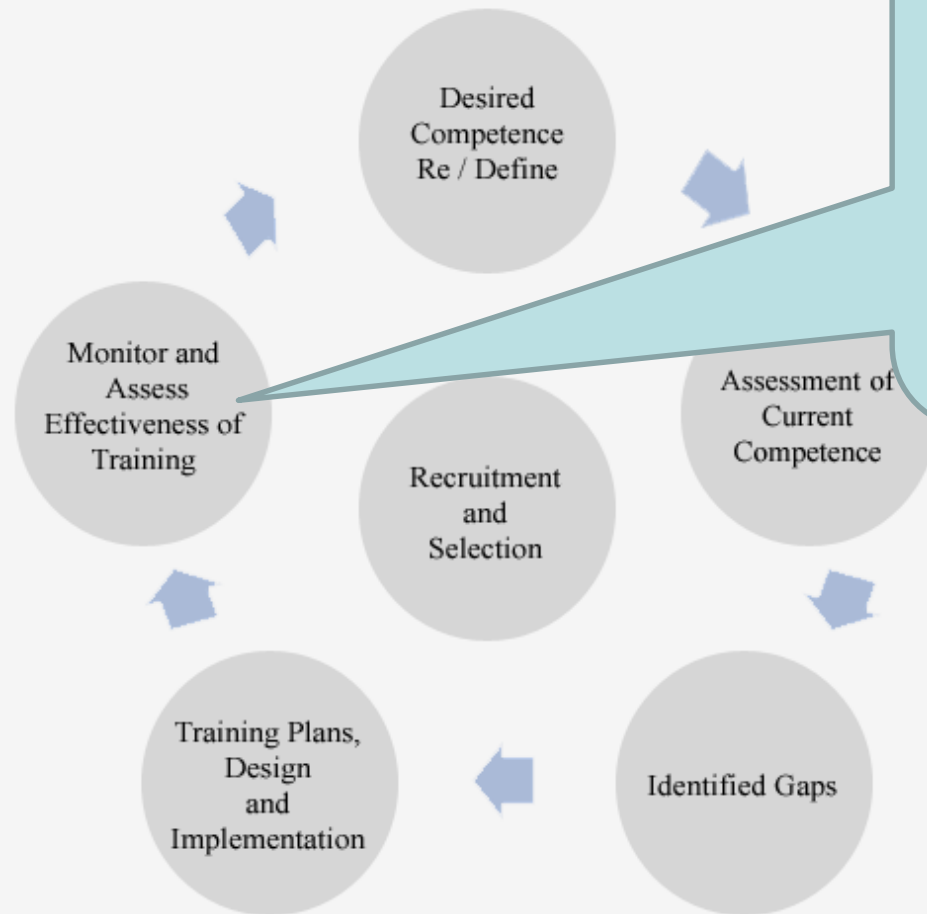 Desired
Competence
Re / Define
Monitor and
Assess
Effectiveness of
Training
Assessment of
Current
Competence
Recruitment
and
Selection
Training Plans,
Design
and
Implementation
Identified Gaps